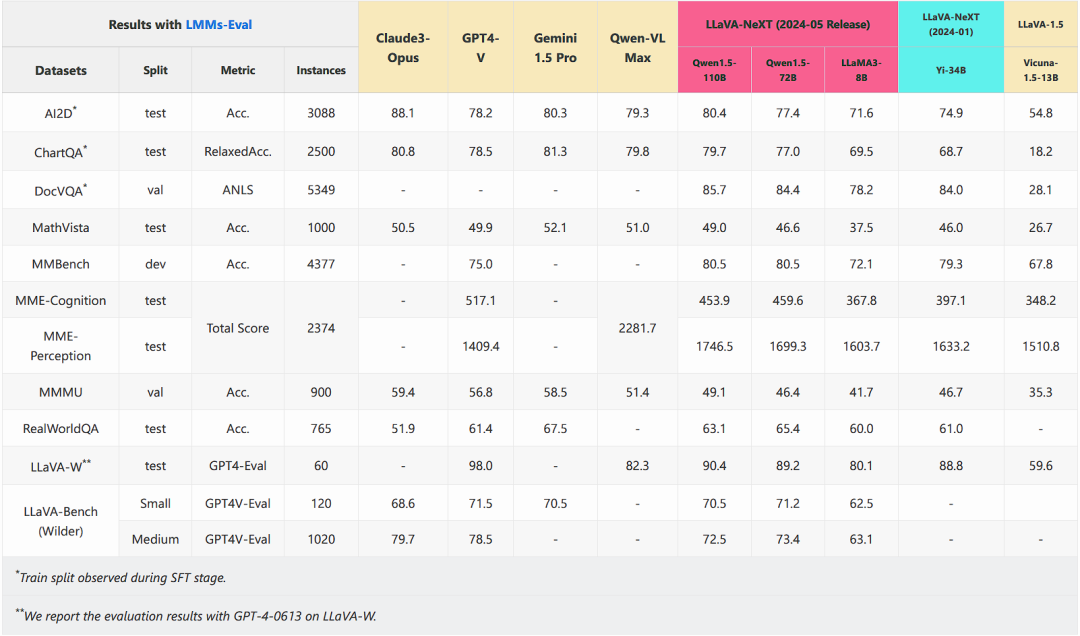 Results with LMMs-Eval Claude3-Opus GPT4-V Gemini 1.5 Pro Qwen-VL Max LLaVA-NeXT (2024-05 Release) LLaVA-NeXT (2024-01) LLaVA-1.5
Datasets Split Metric Instances Qwen1.5-110B Qwen1.5-72B LLaMA3-8B Yi-34B Vicuna-1.5-13B
AI2D* test Acc. 3088 88.1 78.2 80.3 79.3 80.4 77.4 71.6 74.9 54.8
ChartQA* test RelaxedAcc. 2500 80.8 78.5 81.3 79.8 79.7 77.0 69.5 68.7 18.2
DocVQA* val ANLS 5349 - - - - 85.7 84.4 78.2 84.0 28.1
MathVista test Acc. 1000 50.5 49.9 52.1 51.0 49.0 46.6 37.5 46.0 26.7
MMBench dev Acc. 4377 - 75.0 - - 80.5 80.5 72.1 79.3 67.8
MME-Cognition test Total Score 2374 - 517.1 - 2281.7 453.9 459.6 367.8 397.1 348.2
MME-Perception test - 1409.4 - 1746.5 1699.3 1603.7 1633.2 1510.8
MMMU val Acc. 900 59.4 56.8 58.5 51.4 49.1 46.4 41.7 46.7 35.3
RealWorldQA test Acc. 765 51.9 61.4 67.5 - 63.1 65.4 60.0 61.0 -
LLaVA-W** test GPT4-Eval 60 - 98.0 - 82.3 90.4 89.2 80.1 88.8 59.6
LLaVA-Bench (Wilder) Small GPT4V-Eval 120 68.6 71.5 70.5 - 70.5 71.2 62.5 -
Medium GPT4V-Eval 1020 79.7 78.5 - - 72.5 73.4 63.1 - -
*Train split observed during SFT stage.
**We report the evaluation results with GPT-4-0613 on LLaVA-W.